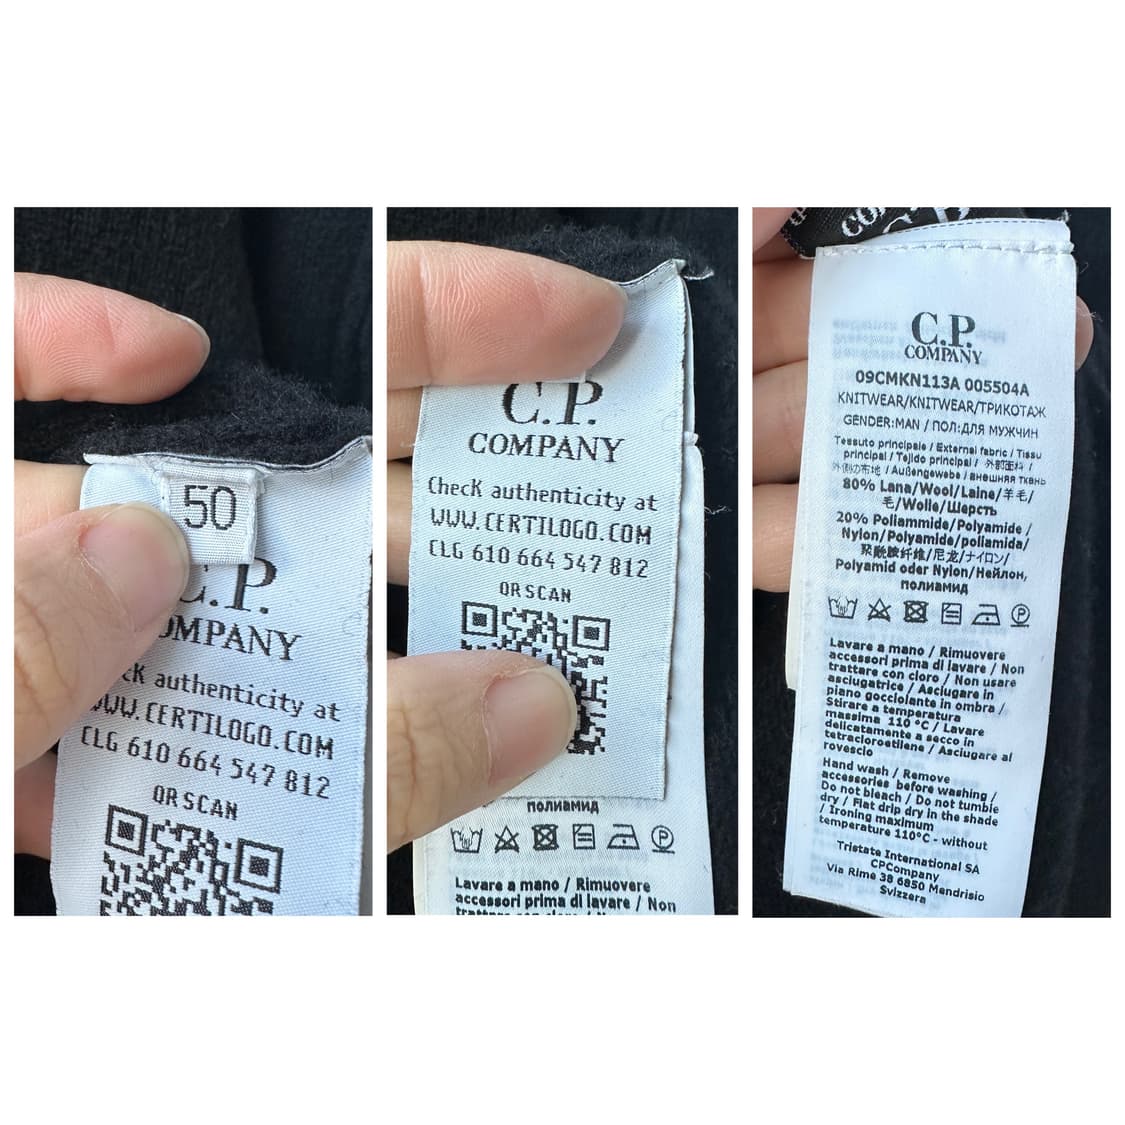 50
C.P.
COMPANY
authenticity at
WWW.CERTILOGO.COM
CLG 610 664 547 812
QR SCAN
C.P.
COMPANY
ChecK authenticity at
WWW.CERTILOGO.COM
CLG 610 664 547 812
QR SCAN
полиамид
Lavare a mano / Rimuovere
accessori prima di lavare / Non
C.P.
COMPANY
09CMKN113A 005504A
KNITWEAR/KNITWEAR/ТРИКОТАЖ
GENDER:MAN / ПОЛ:ДЛЯ МУЖЧИН
Tessuto principale / External fabric / Tissu
principal / Tejido principal / 外部面料 /
外側の布地 / Außengewebe / внешняя ткань
80% Lana/Wool/Laine/羊毛/
毛/Wolle/Шерсть
20% Poliammide/Polyamide /
Nylon/Polyamide/poliamida/
聚酰胺纤维/尼龙/ナイロン/
Polyamid oder Nylon/Нейлон,
полиамид
Lavare a mano / Rimuovere
accessori prima di lavare / Non
trattare con cloro / Non usare
asciugatrice / Asciugare in
piano gocciolante in ombra /
Stirare a temperatura
massima 110 °C / Lavare
delicatamente a secco in
tetracloroetilene / Asciugare al
rovescio
Hand wash / Remove
accessories before washing /
Do not bleach / Do not tumble
dry / Flat drip dry in the shade
/ Ironing maximum
temperature 110°C - without
Tristate International SA
CPCompany
Via Rime 38 6850 Mendrisio
Svizzera